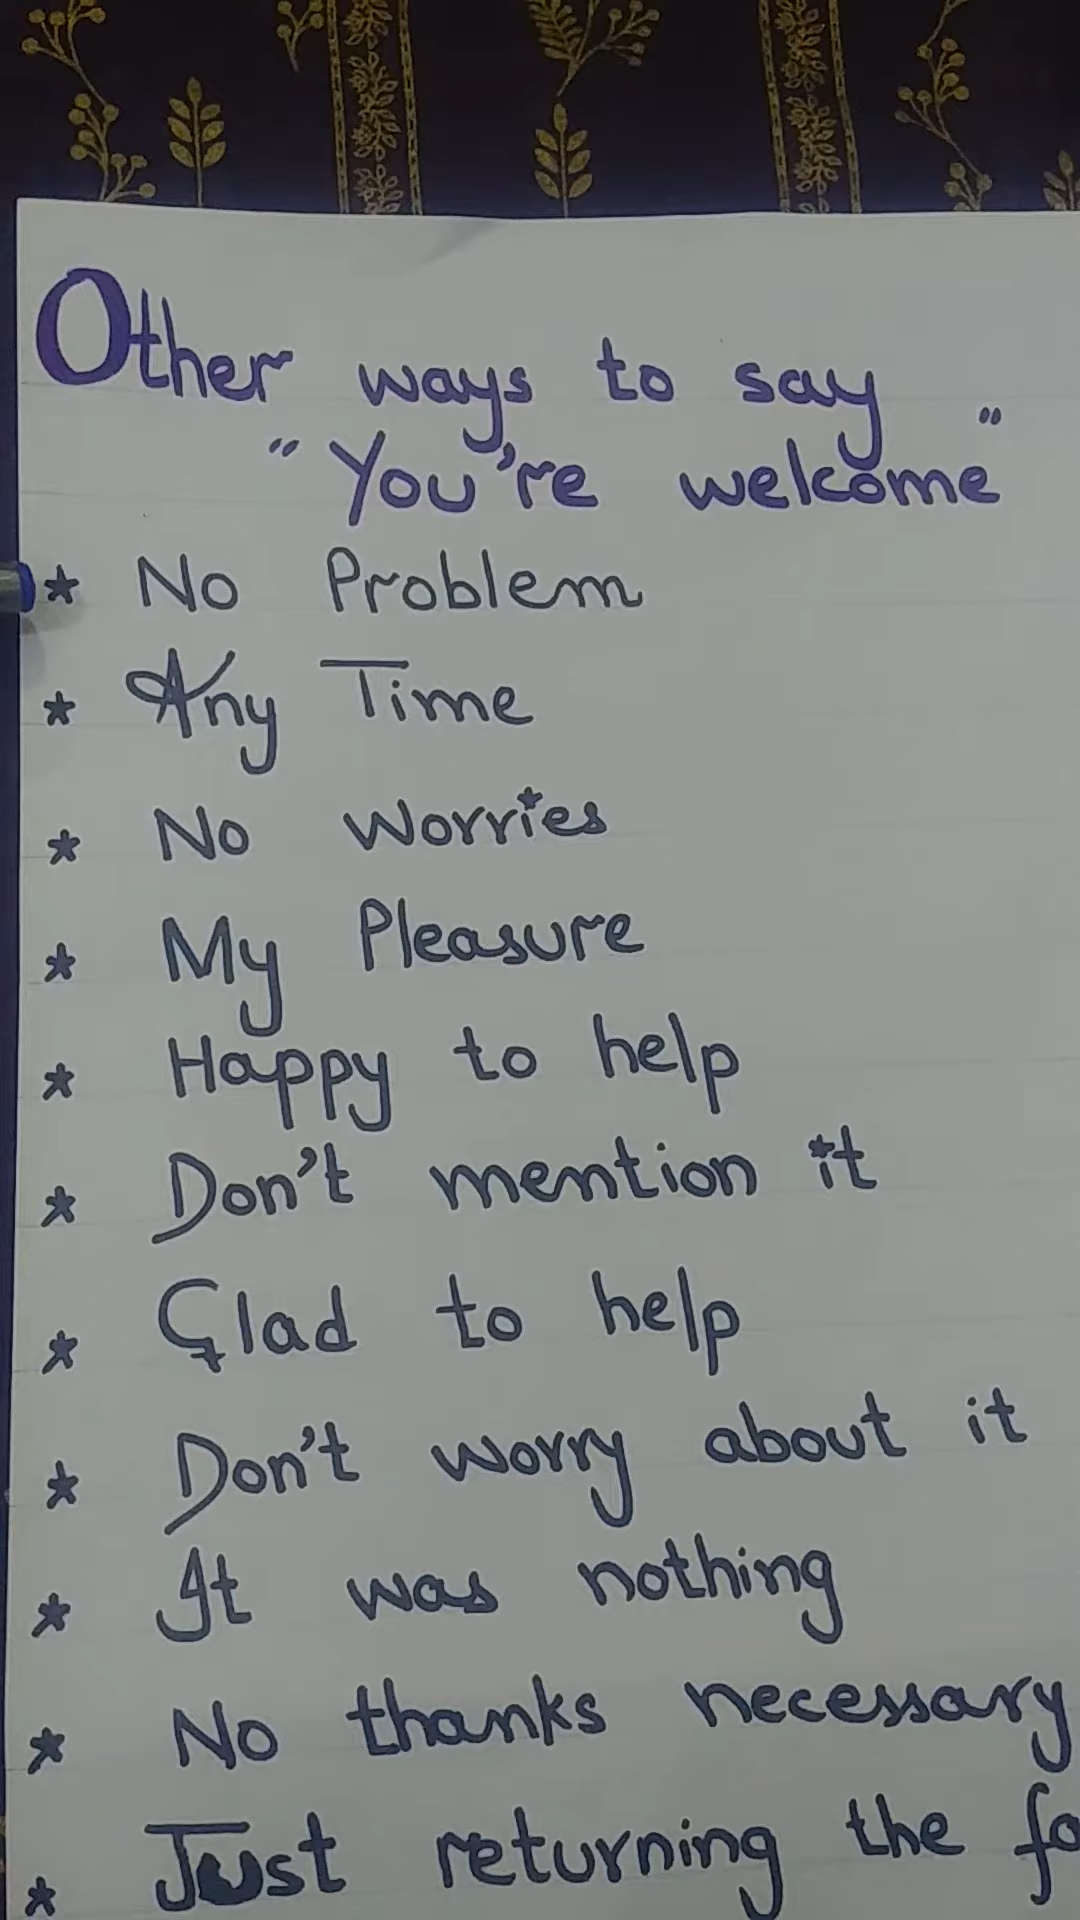 Other ways to say
"You're welcome"
* No Problem
* Any Time
* No Worries
* My Pleasure
* Happy to help
* Don't mention it
* Glad to help
* Don't worry about it
* It was nothing
* No thanks necessary
* Just returning the